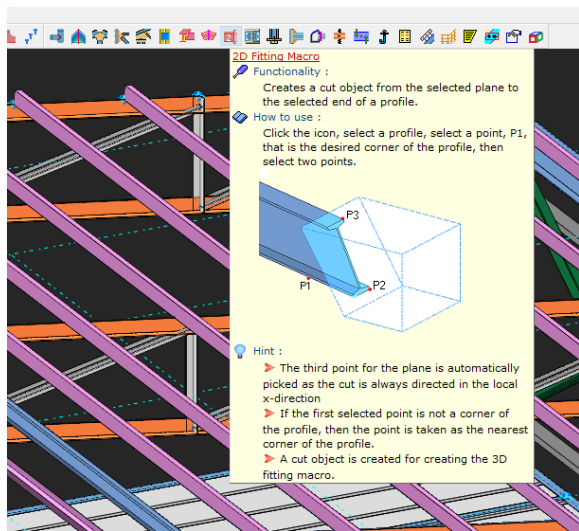 2D Fitting Macro
Functionality :
Creates a cut object from the selected plane to
the selected end of a profile.
How to use :
Click the icon, select a profile, select a point, P1,
that is the desired corner of the profile, then
select two points.
P3
P1
P2
Hint :
The third point for the plane is automatically
picked as the cut is always directed in the local
x-direction
If the first selected point is not a corner of
the profile, then the point is taken as the nearest
corner of the profile.
A cut object is created for creating the 3D
fitting macro.